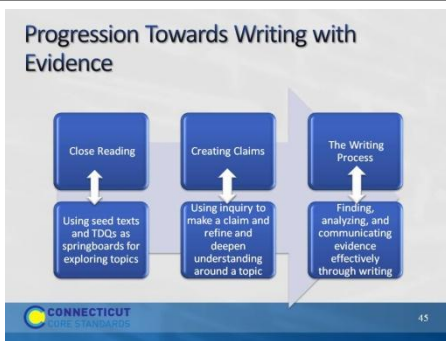 Progression Towards Writing with
Evidence
Close Reading
Creating Claims
The Writing
Process
Using seed texts
and TDQs as
springboards for
exploring topics
Using inquiry to
make a claim and
refine and
deepen
understanding
around a topic
Finding,
analyzing, and
communicating
evidence
effectively
through writing
CONNECTICUT
CORE STANDARDS
45